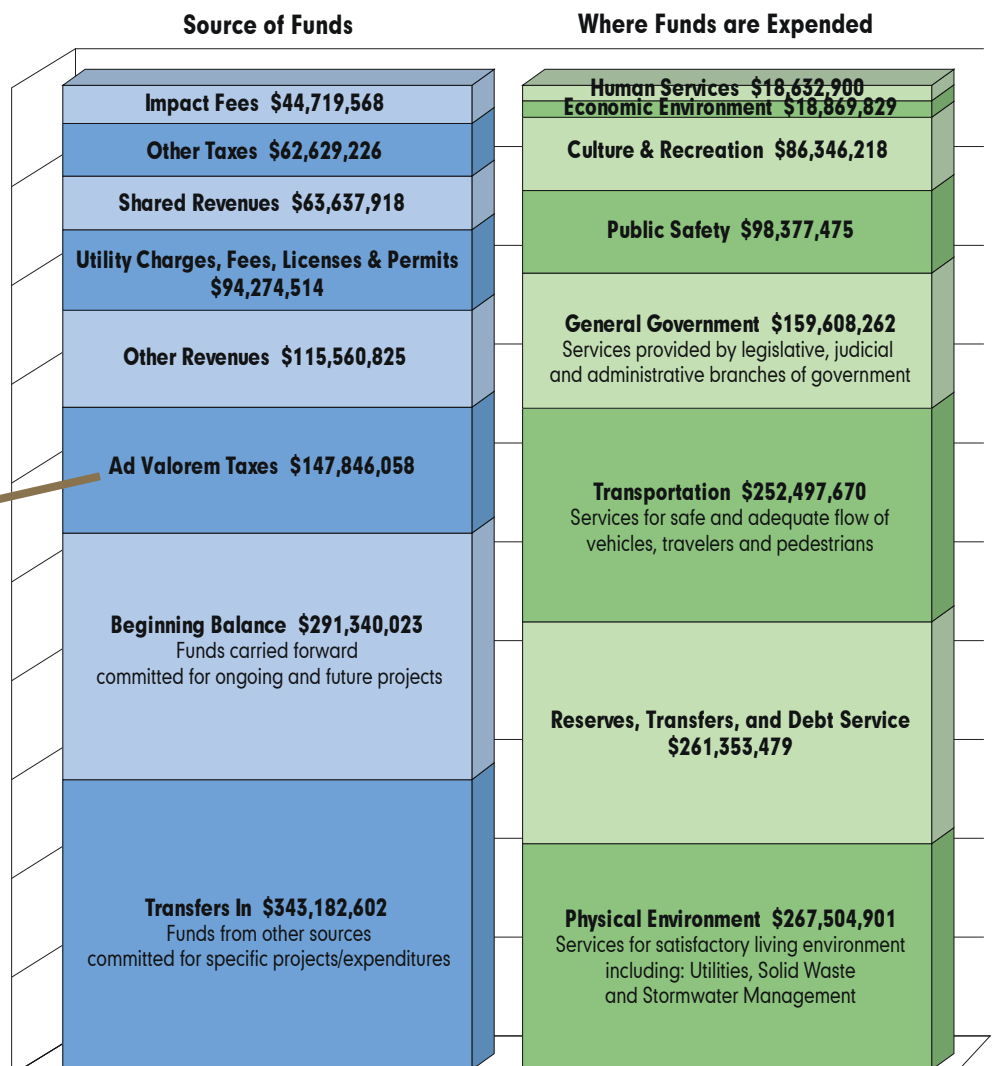 Source of Funds
Impact Fees $44,719,568
Other Taxes $62,629,226
Shared Revenues $63,637,918
Utility Charges, Fees, Licenses & Permits
$94,274,514
Other Revenues $115,560,825
Ad Valorem Taxes $147,846,058
Beginning Balance $291,340,023
Funds carried forward
committed for ongoing and future projects
Transfers In $343,182,602
Funds from other sources
committed for specific projects/expenditures
Where Funds are Expended
Human Services $18,632,900
Economic Environment $18,869,829
Culture & Recreation $86,346,218
Public Safety $98,377,475
General Government $159,608,262
Services provided by legislative, judicial
and administrative branches of government
Transportation $252,497,670
Services for safe and adequate flow of
vehicles, travelers and pedestrians
Reserves, Transfers, and Debt Service
$261,353,479
Physical Environment $267,504,901
Services for satisfactory living environment
including: Utilities, Solid Waste
and Stormwater Management